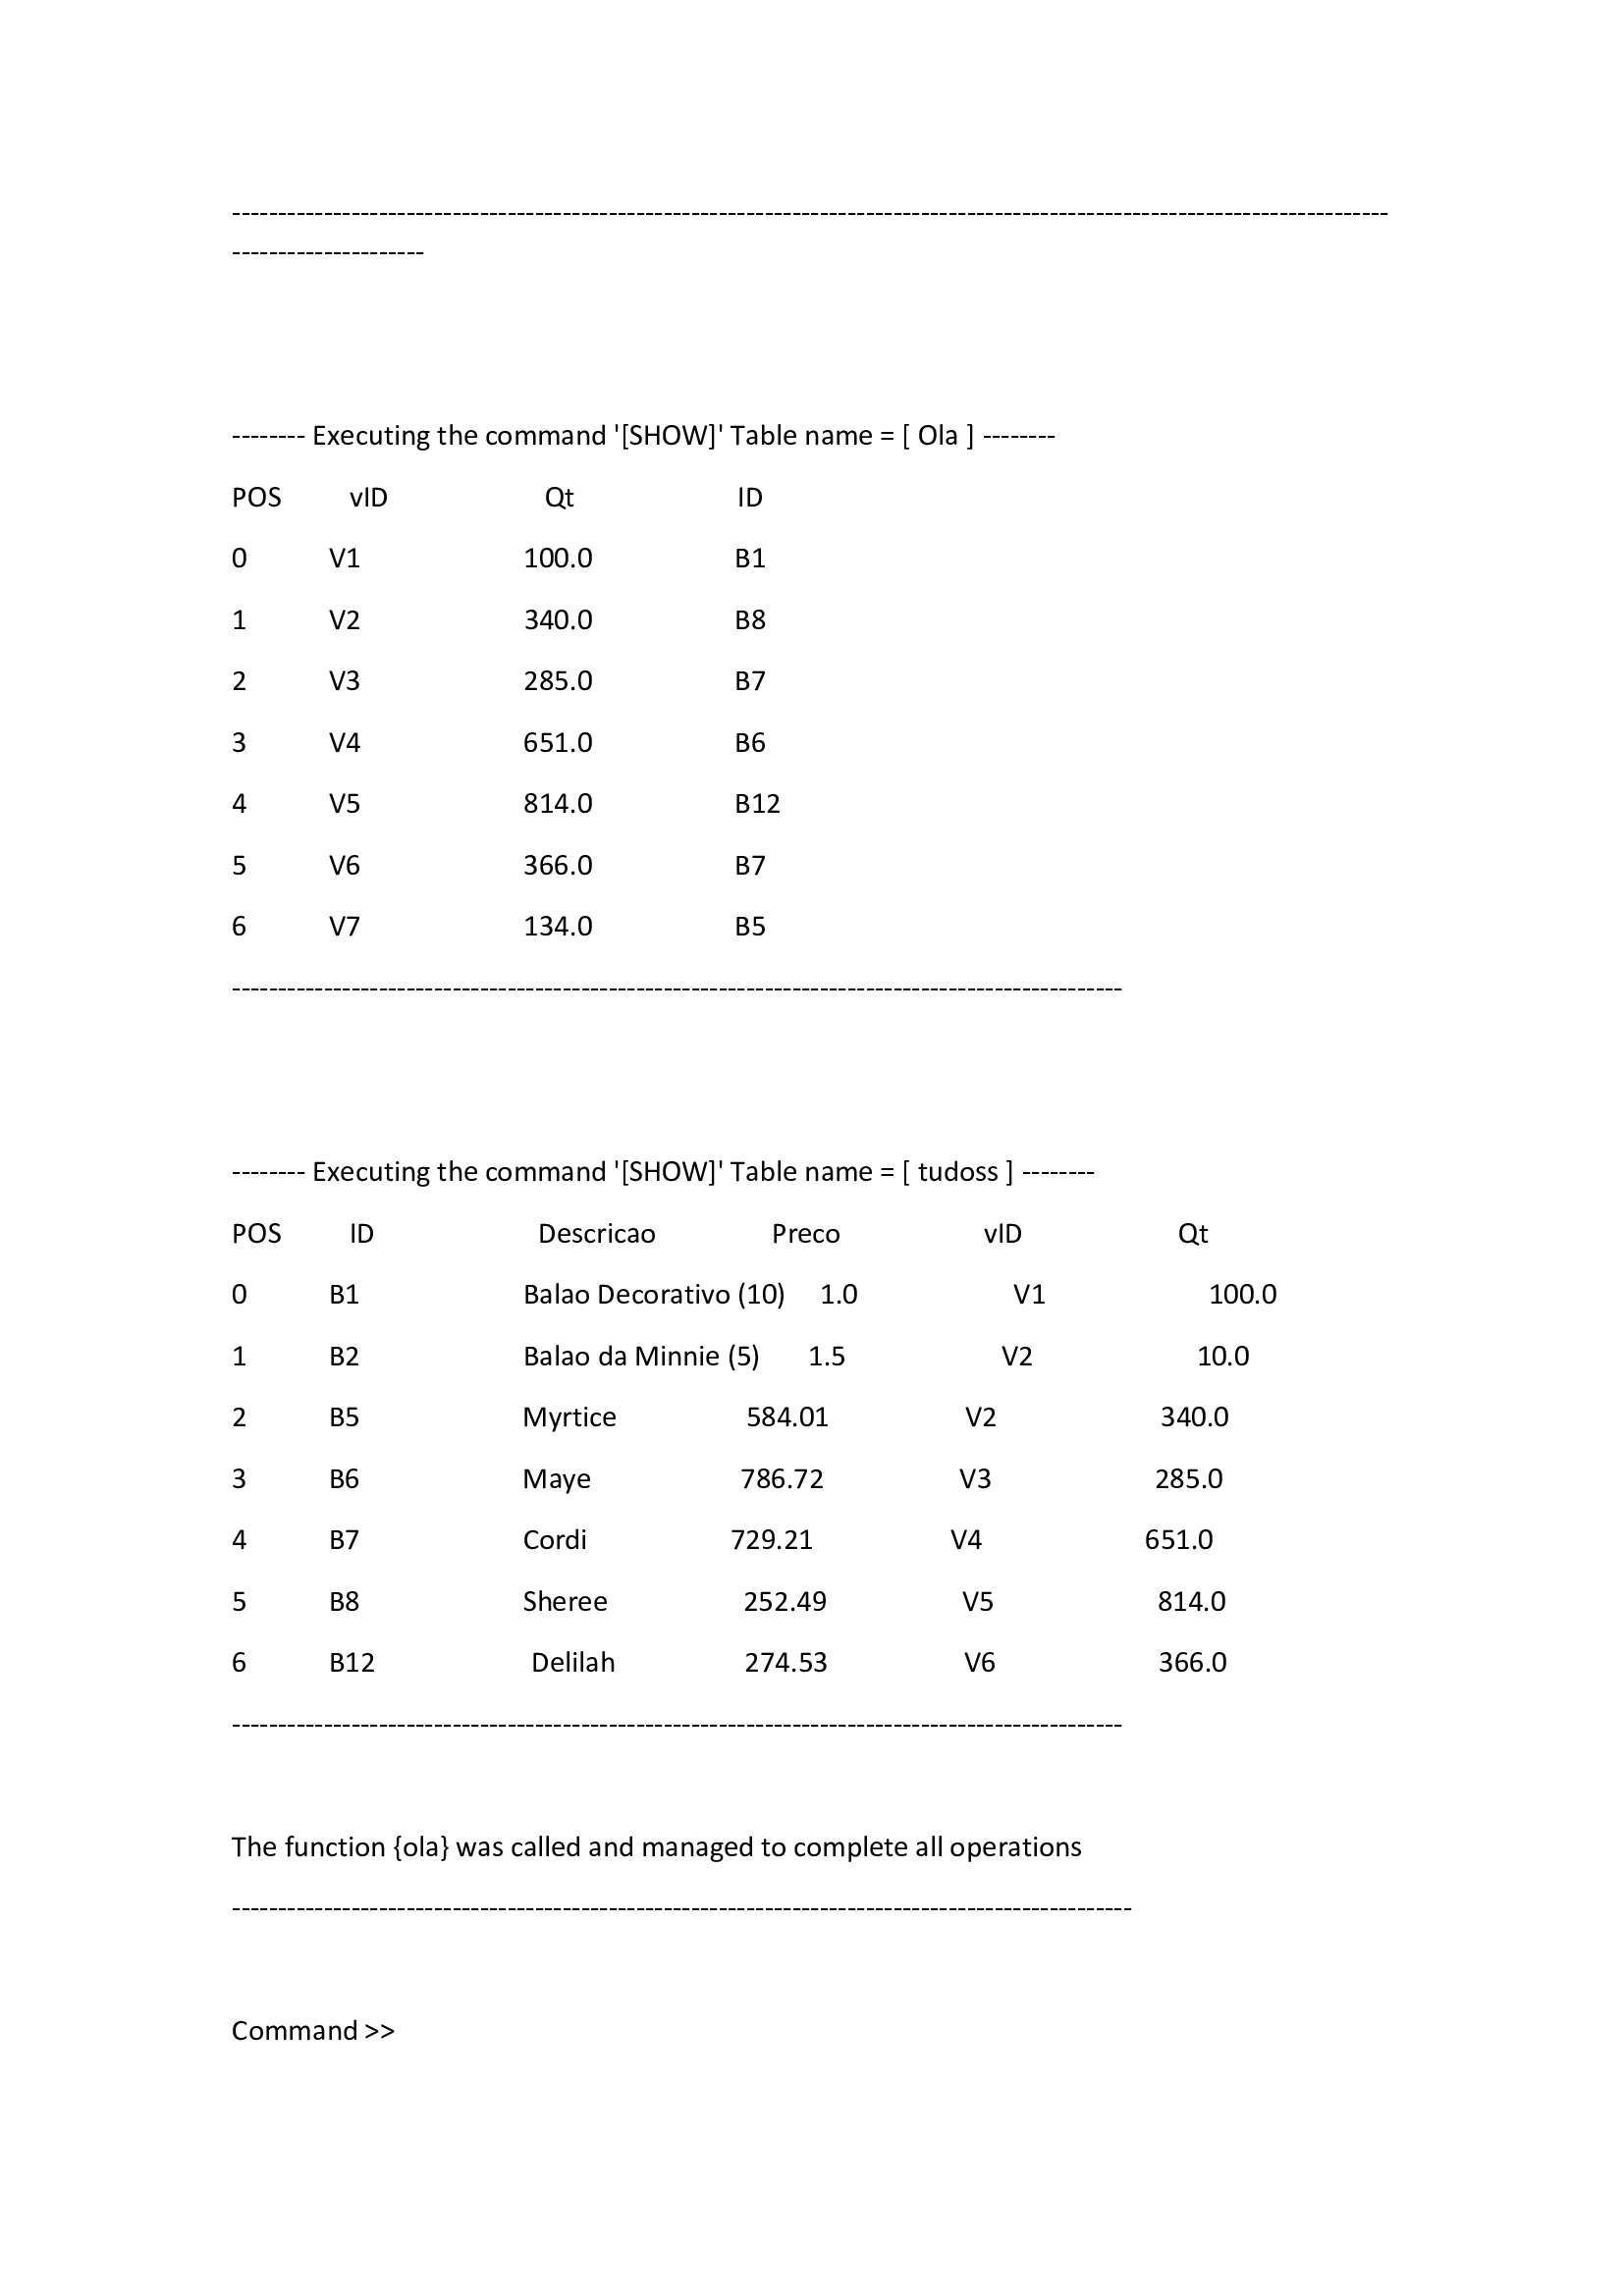 ------------------------------------------------------------------------------------------------------------------------------
---------------------
-------- Executing the command '[SHOW]' Table name = [ Ola ] --------
POS vID Qt ID
0 V1 100.0 B1
1 V2 340.0 B8
2 V3 285.0 B7
3 V4 651.0 B6
4 V5 814.0 B12
5 V6 366.0 B7
6 V7 134.0 B5
-------------------------------------------------------------------------------------------------
-------- Executing the command '[SHOW]' Table name = [ tudoss ] --------
POS ID Descricao Preco vID Qt
0 B1 Balao Decorativo (10) 1.0 V1 100.0
1 B2 Balao da Minnie (5) 1.5 V2 10.0
2 B5 Myrtice 584.01 V2 340.0
3 B6 Maye 786.72 V3 285.0
4 B7 Cordi 729.21 V4 651.0
5 B8 Sheree 252.49 V5 814.0
6 B12 Delilah 274.53 V6 366.0
-------------------------------------------------------------------------------------------------
The function {ola} was called and managed to complete all operations
--------------------------------------------------------------------------------------------------
Command >>